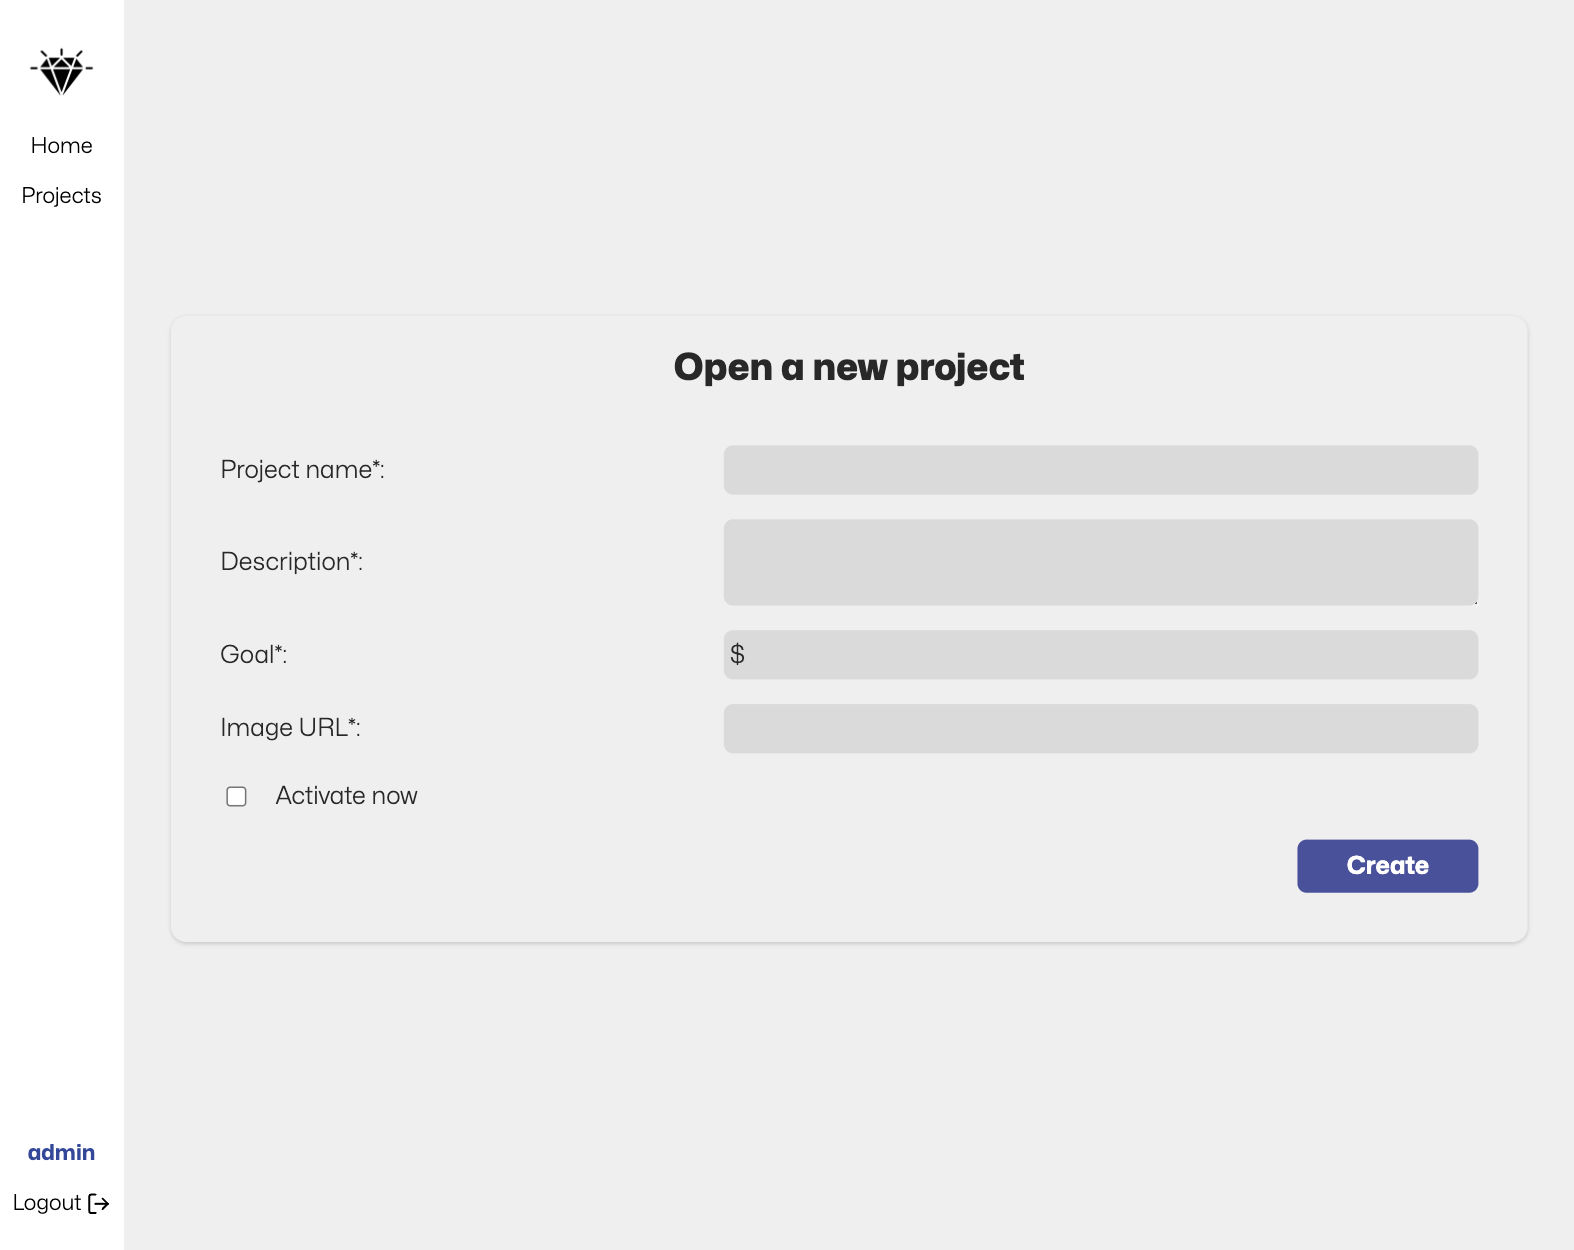 Home
Projects
Open a new project
Project name*:
Description*:
Goal*:
$
Image URL*:
Activate now
Create
admin
Logout